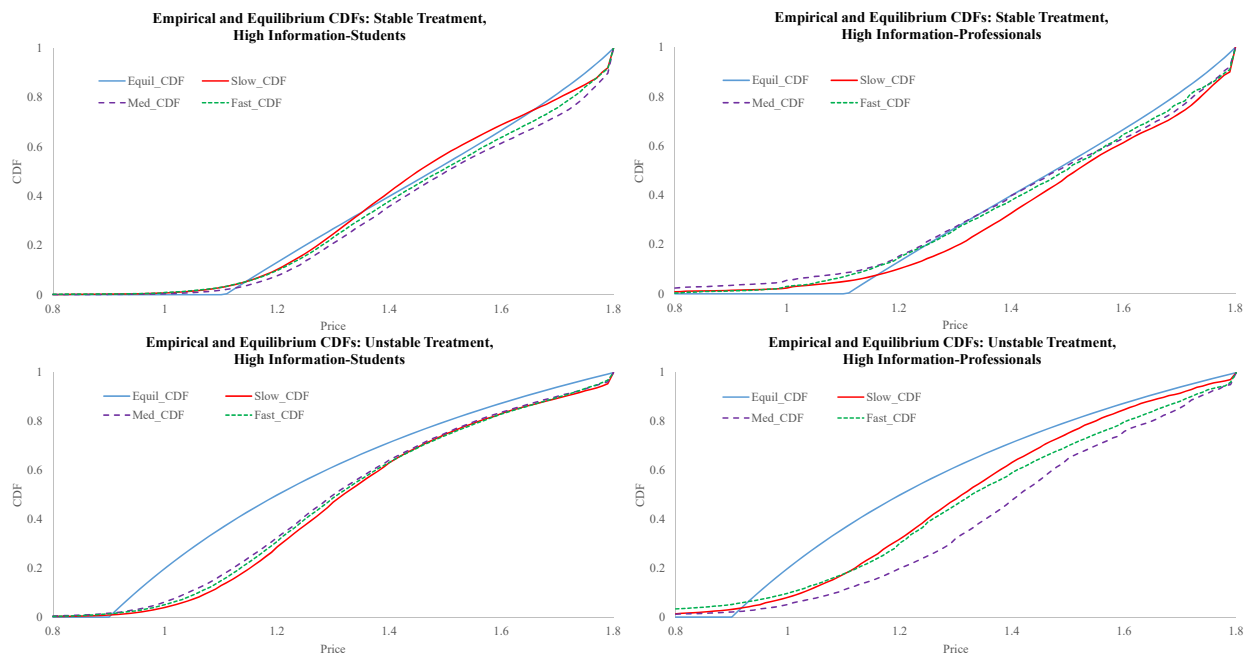 Empirical and Equilibrium CDFs: Stable Treatment,
High Information-Students
1
0.8
0.6
0.4
0.2
0
CDF
Equil_CDF Slow_CDF
Med_CDF Fast_CDF
0.8 1 1.2 1.4 1.6 1.8
Price
Empirical and Equilibrium CDFs: Stable Treatment,
High Information-Professionals
1
0.8
0.6
0.4
0.2
0
CDF
Equil_CDF Slow_CDF
Med_CDF Fast_CDF
0.8 1 1.2 1.4 1.6 1.8
Price
Empirical and Equilibrium CDFs: Unstable Treatment,
High Information-Students
1
0.8
0.6
0.4
0.2
0
CDF
Equil_CDF Slow_CDF
Med_CDF Fast_CDF
0.8 1 1.2 1.4 1.6 1.8
Price
Empirical and Equilibrium CDFs: Unstable Treatment,
High Information-Professionals
1
0.8
0.6
0.4
0.2
0
CDF
Equil_CDF Slow_CDF
Med_CDF Fast_CDF
0.8 1 1.2 1.4 1.6 1.8
Price